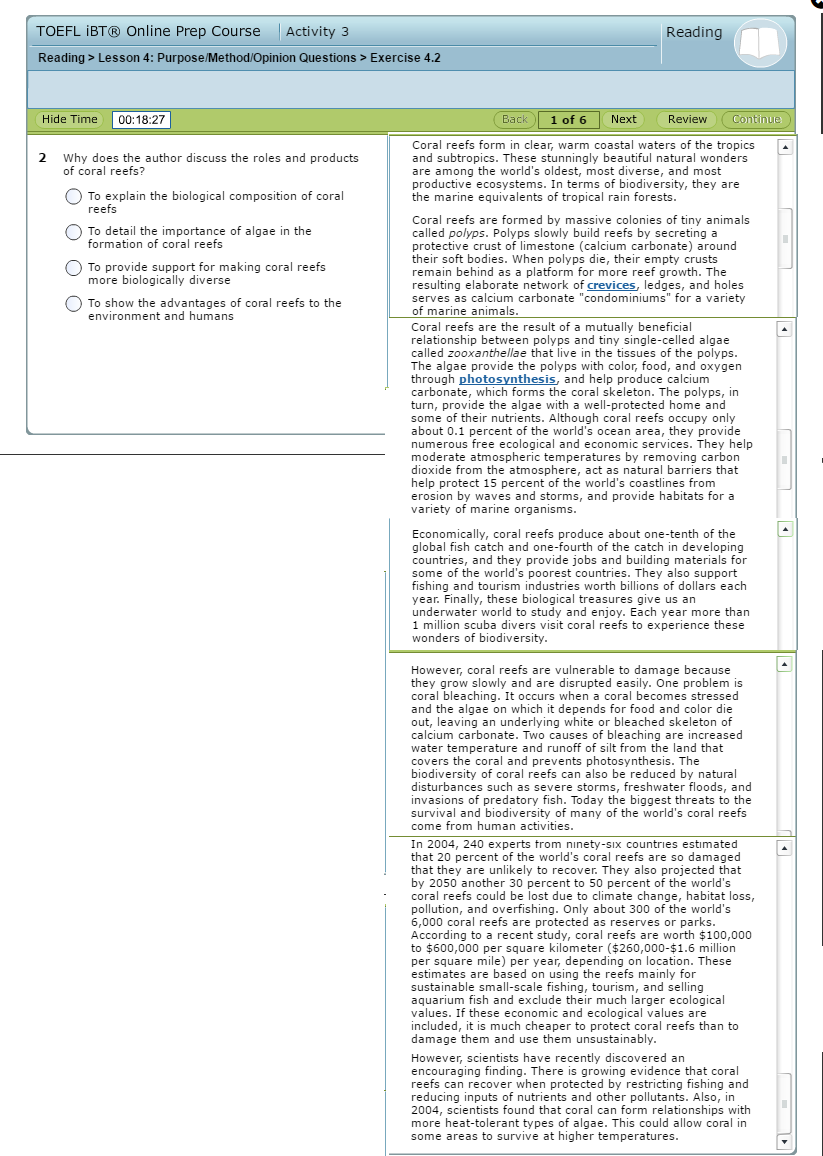 TOEFL iBT® Online Prep Course
Activity 3
Reading
Reading > Lesson 4: Purpose/Method/Opinion Questions > Exercise 4.2
Hide Time
00:18:27
Back
1 of 6
Next
Review
Continue
2 Why does the author discuss the roles and products
of coral reefs?
To explain the biological composition of coral
reefs
To detail the importance of algae in the
formation of coral reefs
To provide support for making coral reefs
more biologically diverse
To show the advantages of coral reefs to the
environment and humans
Coral reefs form in clear, warm coastal waters of the tropics
and subtropics. These stunningly beautiful natural wonders
are among the world's oldest, most diverse, and most
productive ecosystems. In terms of biodiversity, they are
the marine equivalents of tropical rain forests.
Coral reefs are formed by massive colonies of tiny animals
called polyps. Polyps slowly build reefs by secreting a
protective crust of limestone (calcium carbonate) around
their soft bodies. When polyps die, their empty crusts
remain behind as a platform for more reef growth. The
resulting elaborate network of crevices, ledges, and holes
serves as calcium carbonate "condominiums" for a variety
of marine animals.
Coral reefs are the result of a mutually beneficial
relationship between polyps and tiny single-celled algae
called zooxanthellae that live in the tissues of the polyps.
The algae provide the polyps with color, food, and oxygen
through photosynthesis, and help produce calcium
carbonate, which forms the coral skeleton. The polyps, in
turn, provide the algae with a well-protected home and
some of their nutrients. Although coral reefs occupy only
about 0.1 percent of the world's ocean area, they provide
numerous free ecological and economic services. They help
moderate atmospheric temperatures by removing carbon
dioxide from the atmosphere, act as natural barriers that
help protect 15 percent of the world's coastlines from
erosion by waves and storms, and provide habitats for a
variety of marine organisms.
Economically, coral reefs produce about one-tenth of the
global fish catch and one-fourth of the catch in developing
countries, and they provide jobs and building materials for
some of the world's poorest countries. They also support
fishing and tourism industries worth billions of dollars each
year. Finally, these biological treasures give us an
underwater world to study and enjoy. Each year more than
1 million scuba divers visit coral reefs to experience these
wonders of biodiversity.
However, coral reefs are vulnerable to damage because
they grow slowly and are disrupted easily. One problem is
coral bleaching. It occurs when a coral becomes stressed
and the algae on which it depends for food and color die
out, leaving an underlying white or bleached skeleton of
calcium carbonate. Two causes of bleaching are increased
water temperature and runoff of silt from the land that
covers the coral and prevents photosynthesis. The
biodiversity of coral reefs can also be reduced by natural
disturbances such as severe storms, freshwater floods, and
invasions of predatory fish. Today the biggest threats to the
survival and biodiversity of many of the world's coral reefs
come from human activities.
In 2004, 240 experts from ninety-six countries estimated
that 20 percent of the world's coral reefs are so damaged
that they are unlikely to recover. They also projected that
by 2050 another 30 percent to 50 percent of the world's
coral reefs could be lost due to climate change, habitat loss,
pollution, and overfishing. Only about 300 of the world's
6,000 coral reefs are protected as reserves or parks.
According to a recent study, coral reefs are worth $100,000
to $600,000 per square kilometer ($260,000-$1.6 million
per square mile) per year, depending on location. These
estimates are based on using the reefs mainly for
sustainable small-scale fishing, tourism, and selling
aquarium fish and exclude their much larger ecological
values. If these economic and ecological values are
included, it is much cheaper to protect coral reefs than to
damage them and use them unsustainably.
However, scientists have recently discovered an
encouraging finding. There is growing evidence that coral
reefs can recover when protected by restricting fishing and
reducing inputs of nutrients and other pollutants. Also, in
2004, scientists found that coral can form relationships with
more heat-tolerant types of algae. This could allow coral in
some areas to survive at higher temperatures.